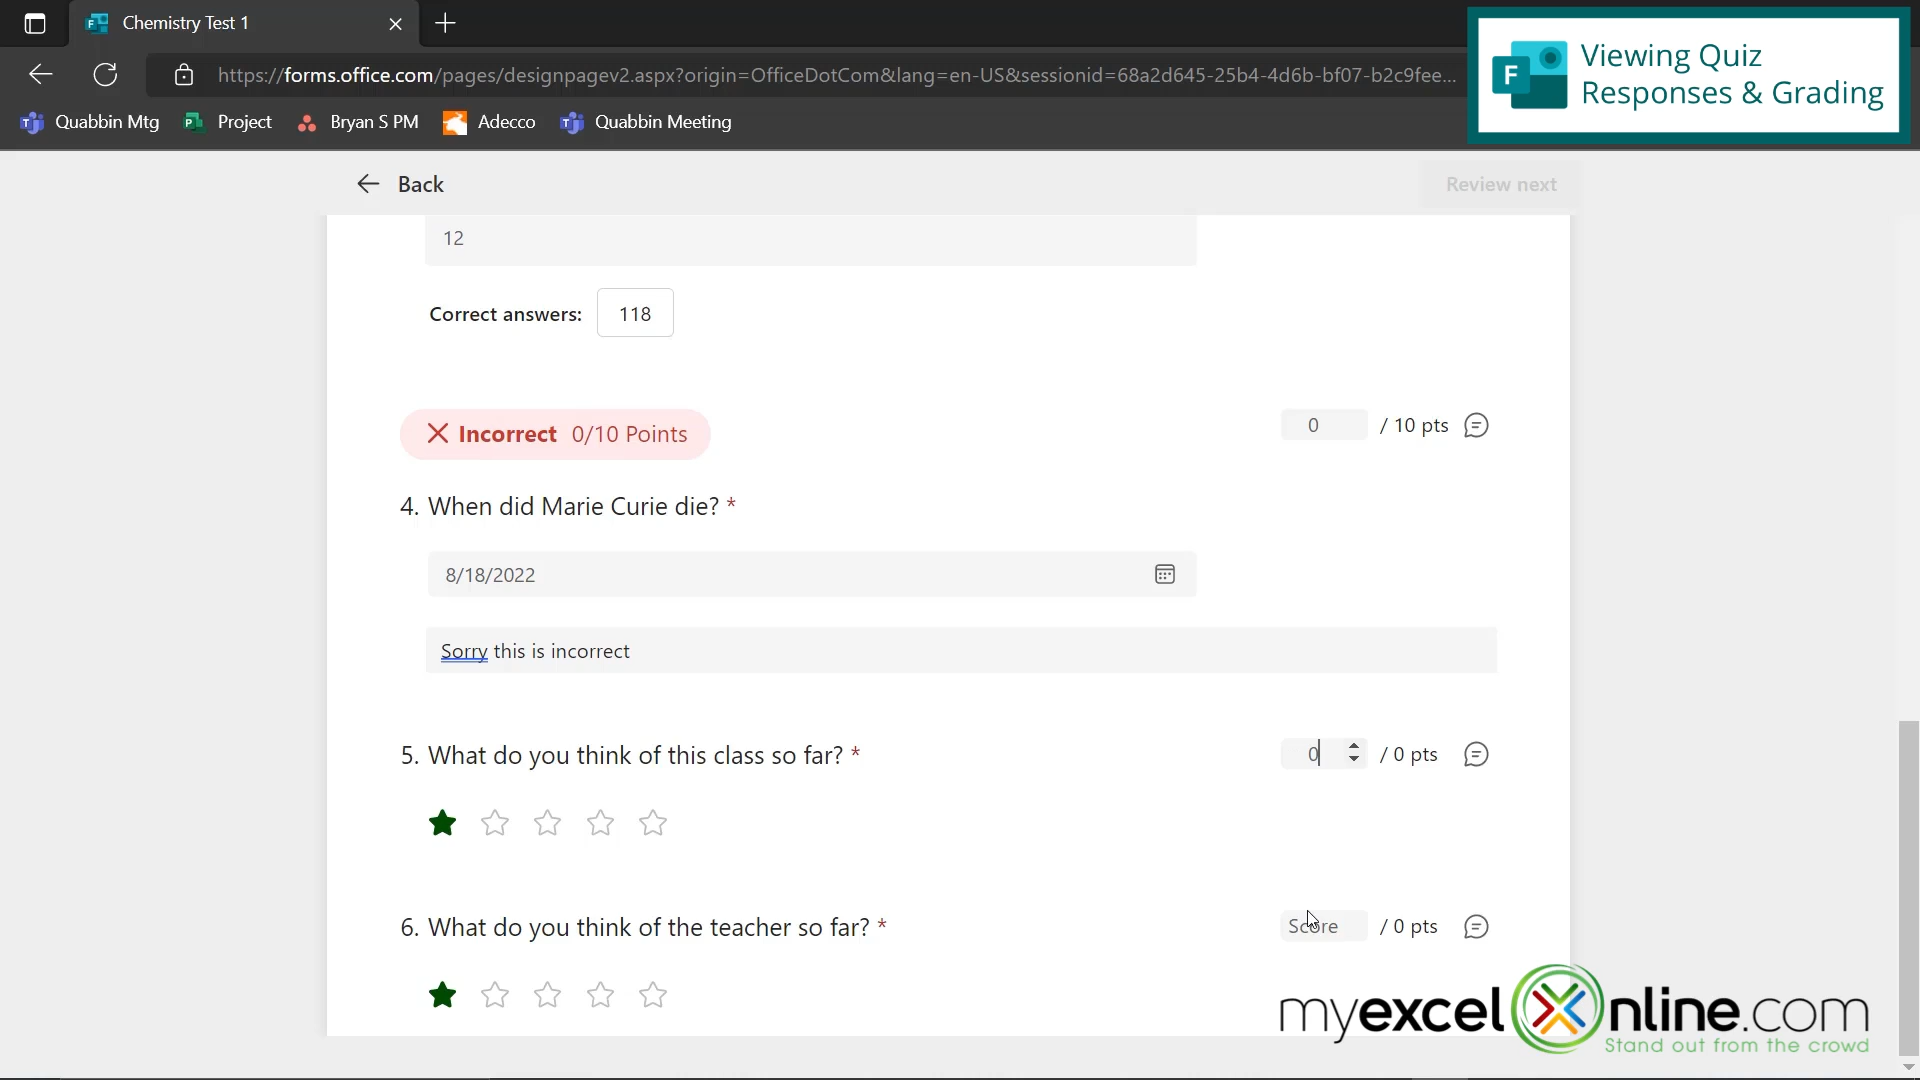 Chemistry Test 1
Viewing Quiz
Responses & Grading
https://forms.office.com/pages/designpagev2.aspx?origin=OfficeDotCom&lang=en-US&sessionid=68a2d645-25b4-4d6b-bf07-b2c9fee...
Quabbin Mtg Project Bryan S PM Adecco Quabbin Meeting
Back Review next
12
Correct answers: 118
Incorrect 0/10 Points 0 / 10 pts
4. When did Marie Curie die? *
8/18/2022
Sorry this is incorrect
5. What do you think of this class so far? * 0 / 0 pts
6. What do you think of the teacher so far? * Score / 0 pts
myexcelOnline.com
Stand out from the crowd